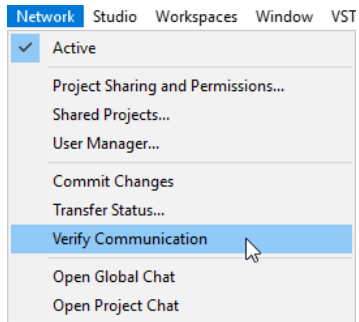 Network Studio Workspaces Window VST
Active
Project Sharing and Permissions...
Shared Projects...
User Manager...
Commit Changes
Transfer Status...
Verify Communication
Open Global Chat
Open Project Chat